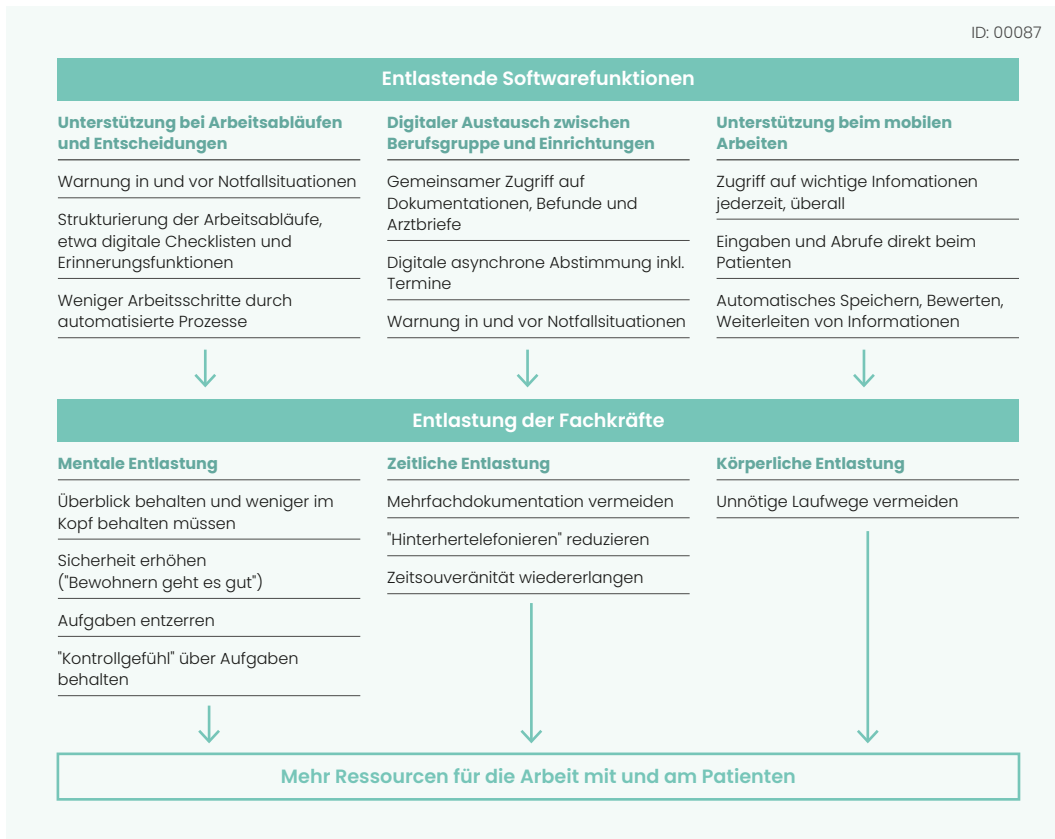 ID: 00087
Entlastende Softwarefunktionen
Unterstützung bei Arbeitsabläufen
und Entscheidungen
Warnung in und vor Notfallsituationen
Strukturierung der Arbeitsabläufe,
etwa digitale Checklisten und
Erinnerungsfunktionen
Weniger Arbeitsschritte durch
automatisierte Prozesse
Digitaler Austausch zwischen
Berufsgruppe und Einrichtungen
Gemeinsamer Zugriff auf
Dokumentationen, Befunde und
Arztbriefe
Digitale asynchrone Abstimmung inkl.
Termine
Warnung in und vor Notfallsituationen
Unterstützung beim mobilen
Arbeiten
Zugriff auf wichtige Infomationen
jederzeit, überall
Eingaben und Abrufe direkt beim
Patienten
Automatisches Speichern, Bewerten,
Weiterleiten von Informationen
Entlastung der Fachkräfte
Mentale Entlastung
Überblick behalten und weniger im
Kopf behalten müssen
Sicherheit erhöhen
("Bewohnern geht es gut")
Aufgaben entzerren
"Kontrollgefühl" über Aufgaben
behalten
Zeitliche Entlastung
Mehrfachdokumentation vermeiden
"Hinterhertelefonieren" reduzieren
Zeitsouveränität wiedererlangen
Körperliche Entlastung
Unnötige Laufwege vermeiden
Mehr Ressourcen für die Arbeit mit und am Patienten